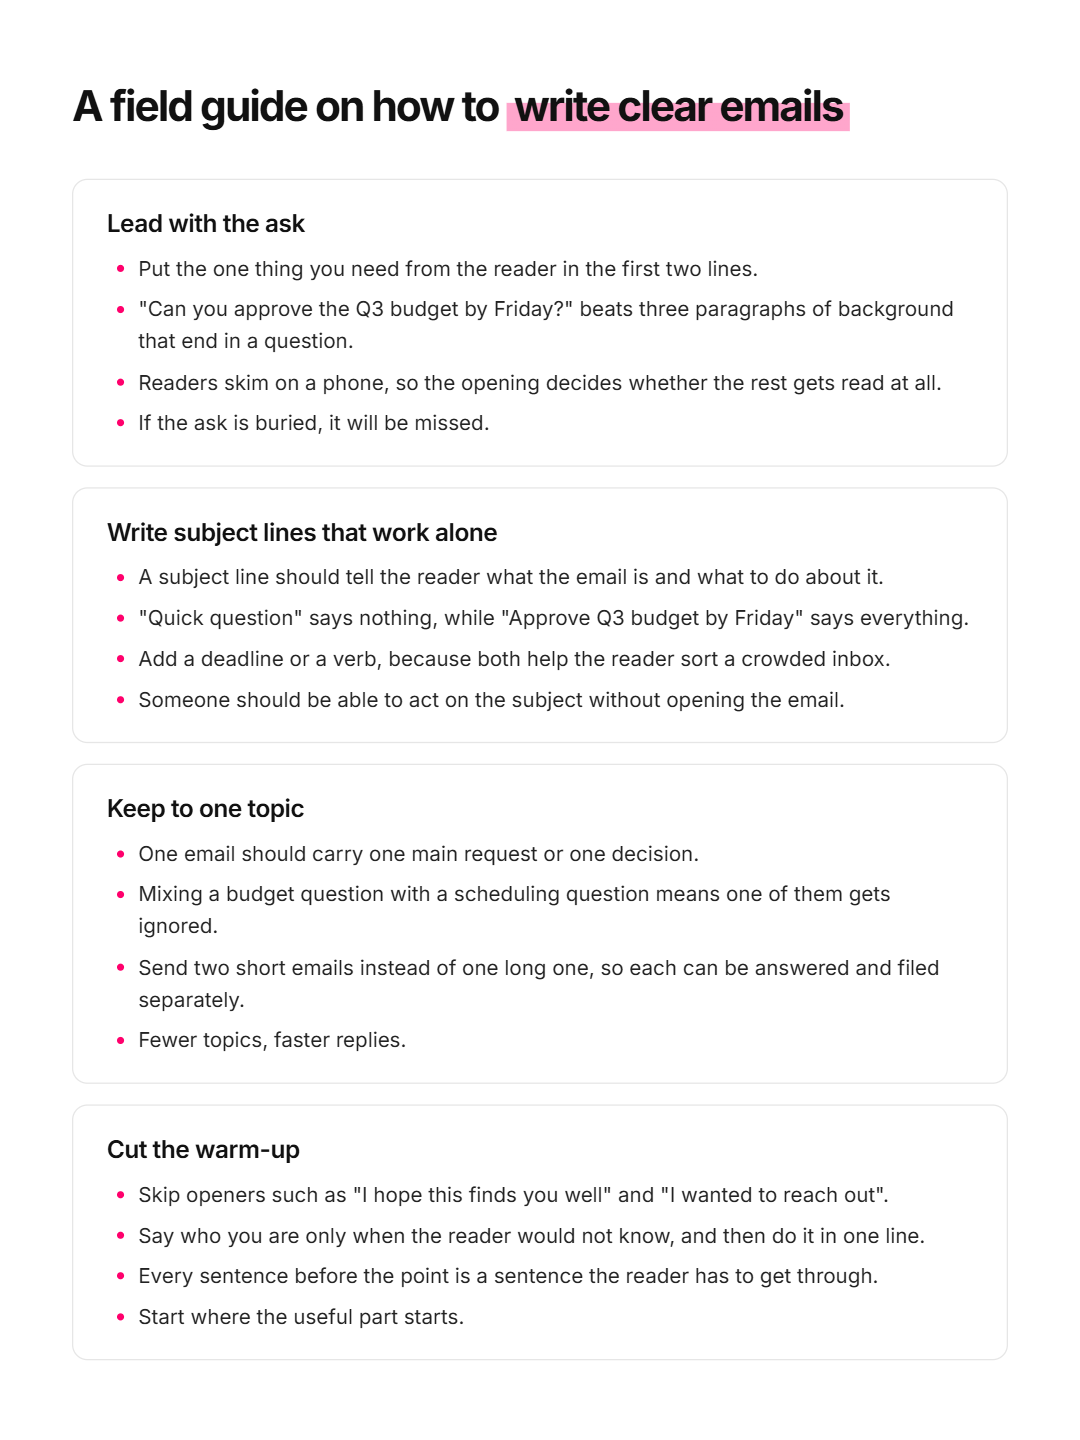 A field guide on how to write clear emails
Lead with the ask
• Put the one thing you need from the reader in the first two lines.
• "Can you approve the Q3 budget by Friday?" beats three paragraphs of background
that end in a question.
• Readers skim on a phone, so the opening decides whether the rest gets read at all.
• If the ask is buried, it will be missed.
Write subject lines that work alone
• A subject line should tell the reader what the email is and what to do about it.
• "Quick question" says nothing, while "Approve Q3 budget by Friday" says everything.
• Add a deadline or a verb, because both help the reader sort a crowded inbox.
• Someone should be able to act on the subject without opening the email.
Keep to one topic
• One email should carry one main request or one decision.
• Mixing a budget question with a scheduling question means one of them gets
ignored.
• Send two short emails instead of one long one, so each can be answered and filed
separately.
• Fewer topics, faster replies.
Cut the warm-up
• Skip openers such as "I hope this finds you well" and "I wanted to reach out".
• Say who you are only when the reader would not know, and then do it in one line.
• Every sentence before the point is a sentence the reader has to get through.
• Start where the useful part starts.